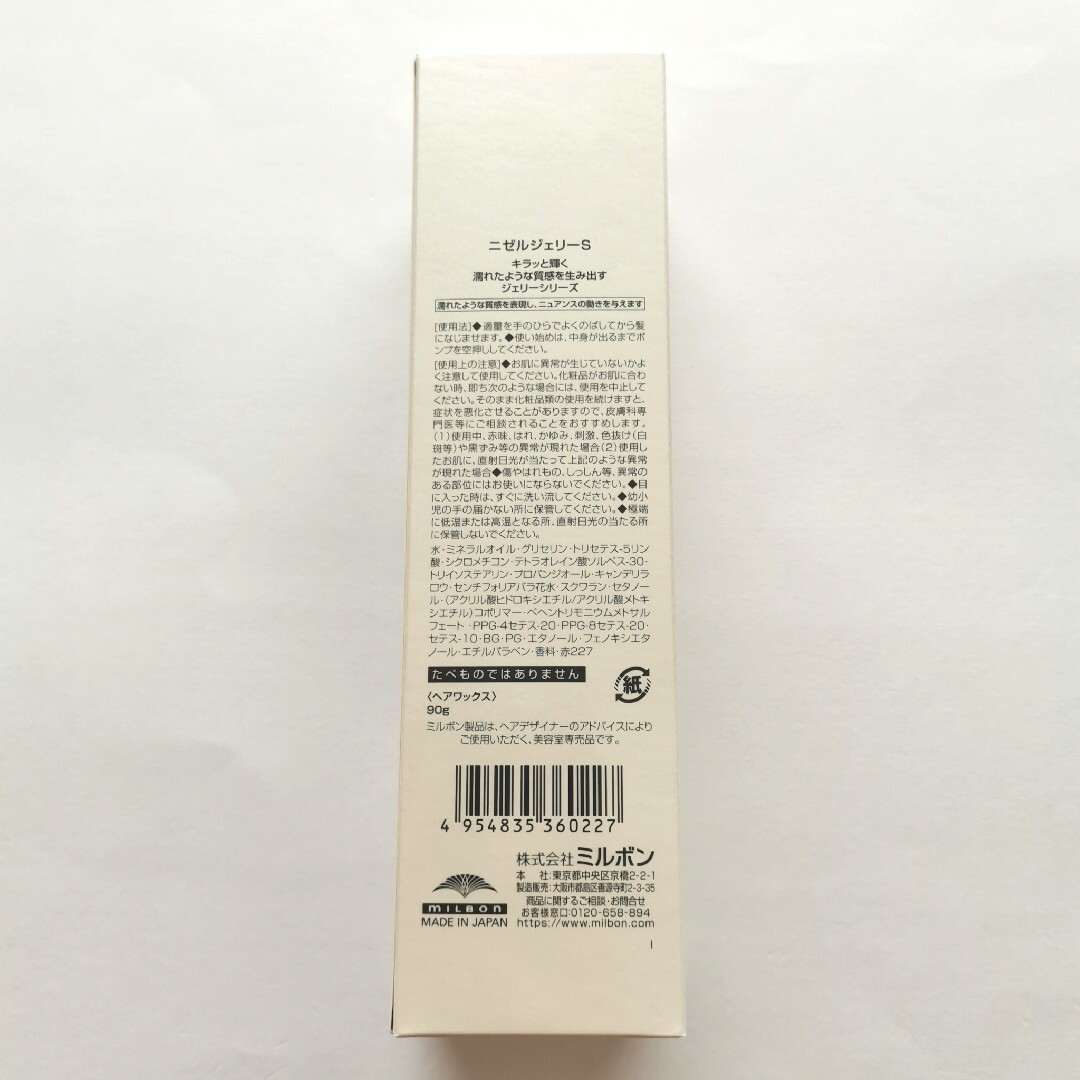 ニゼルジェリーS
キラッと輝く
濡れたような質感を生み出す
ジェリーシリーズ
濡れたような質感を表現し、ニュアンスの動きを与えます
[使用法]◆適量を手のひらでよくのばしてから髪
になじませます。◆使い始めは、中身が出るまでポ
ンプを空押ししてください。
[使用上の注意]◆お肌に異常が生じていないかよ
く注意して使用してください。化粧品がお肌に合わ
ない時、即ち次のような場合には、使用を中止して
ください。そのまま化粧品類の使用を続けますと、
症状を悪化させることがありますので、皮膚科専
門医等にご相談されることをおすすめします。
(1)使用中、赤味、はれ、かゆみ、刺激、色抜け(白
斑等)や黒ずみ等の異常が現れた場合(2)使用し
たお肌に、直射日光が当たって上記のような異常
が現れた場合◆傷やはれもの、しっしん等、異常の
ある部位にはお使いにならないでください。◆目
に入った時は、すぐに洗い流してください。◆幼小
児の手の届かない所に保管してください。◆極端
に低温または高温となる所、直射日光の当たる所
に保管しないでください。
水・ミネラルオイル・グリセリン・トリセテス-5リン
酸・シクロメチコン・テトラオレイン酸ソルベス-30・
トリイソステアリン・プロパンジオール・キャンデリラ
ロウ・センチフォリアバラ花水・スクワラン・セタノー
ル・(アクリル酸ヒドロキシエチル/アクリル酸メトキ
シエチル)コポリマー・ベヘントリモニウムメトサル
フェート・PPG-4セテス-20・PPG-8セテス-20・
セテス-10・BG・PG・エタノール・フェノキシエタ
ノール・エチルパラベン・香料・赤227
たべものではありません
紙
〈ヘアワックス〉
90g
ミルボン製品は、ヘアデザイナーのアドバイスにより
ご使用いただく、美容室専売品です。
4 954835 360227
株式会社ミルボン
本 社:東京都中央区京橋2-2-1
製造販売:大阪市都島区善源寺町2-3-35
商品に関するご相談・お問合せ
お客様窓口:0120-658-894
https://www.milbon.com
MILBON
MADE IN JAPAN
I